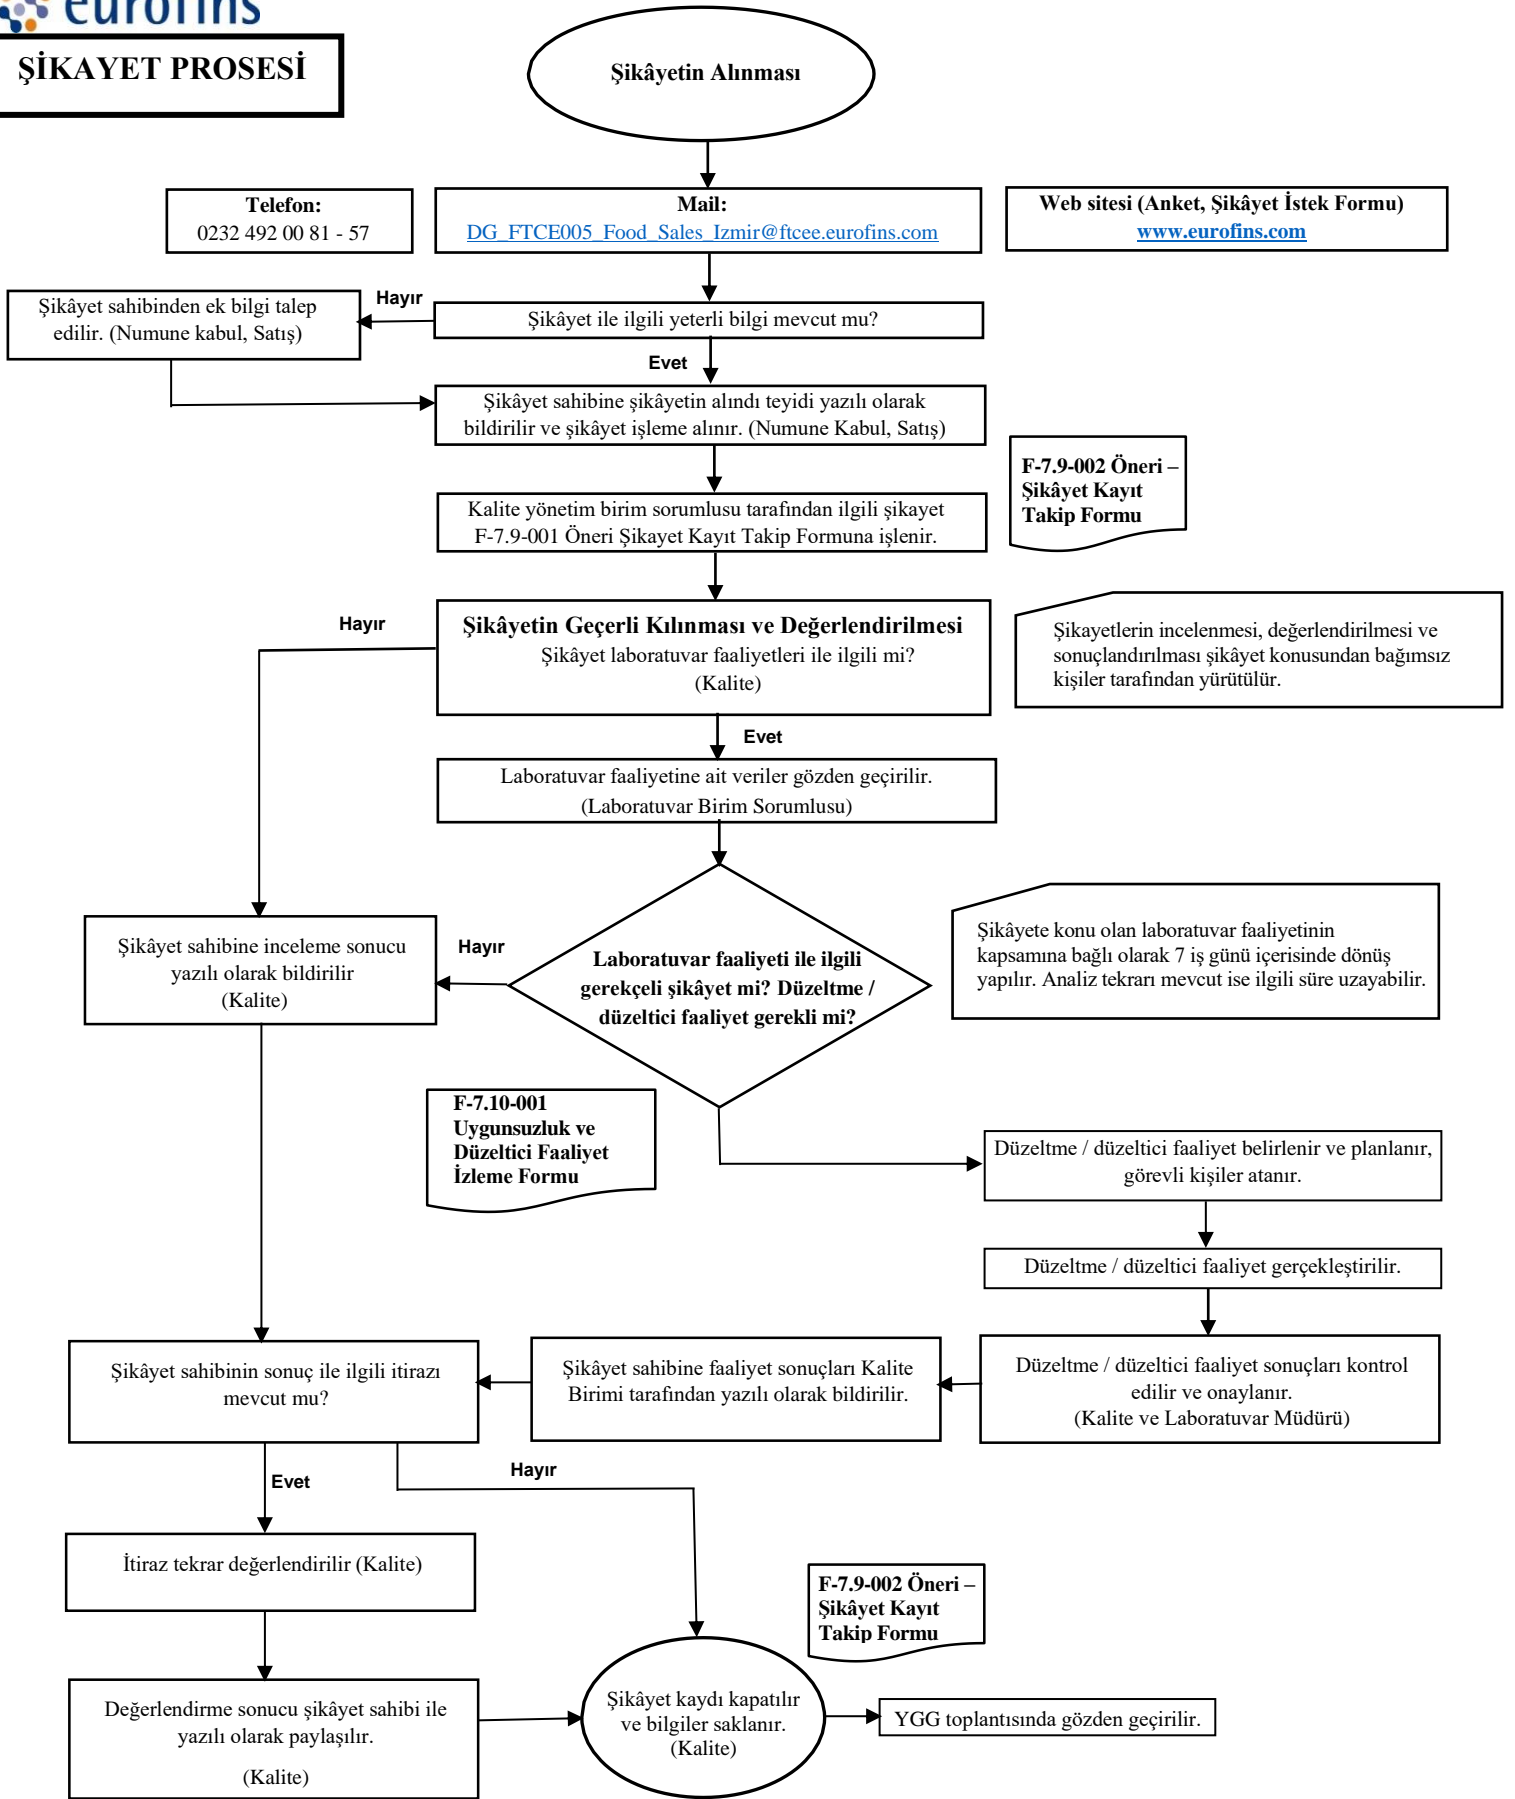 eurofins
ŞİKAYET PROSESİ
Şikâyetin Alınması
Telefon:
0232 492 00 81 - 57
Mail:
DG_FTCE005_Food_Sales_Izmir@ftcee.eurofins.com
Web sitesi (Anket, Şikâyet İstek Formu)
www.eurofins.com
Şikâyet sahibinden ek bilgi talep
edilir. (Numune kabul, Satış)
Hayır
Şikâyet ile ilgili yeterli bilgi mevcut mu?
Evet
Şikâyet sahibine şikâyetin alındı teyidi yazılı olarak
bildirilir ve şikâyet işleme alınır. (Numune Kabul, Satış)
F-7.9-002 Öneri –
Şikâyet Kayıt
Takip Formu
Kalite yönetim birim sorumlusu tarafından ilgili şikayet
F-7.9-001 Öneri Şikayet Kayıt Takip Formuna işlenir.
Hayır
Şikâyetin Geçerli Kılınması ve Değerlendirilmesi
Şikâyet laboratuvar faaliyetleri ile ilgili mi?
(Kalite)
Şikayetlerin incelenmesi, değerlendirilmesi ve
sonuçlandırılması şikâyet konusundan bağımsız
kişiler tarafından yürütülür.
Evet
Laboratuvar faaliyetine ait veriler gözden geçirilir.
(Laboratuvar Birim Sorumlusu)
Şikâyet sahibine inceleme sonucu
yazılı olarak bildirilir
(Kalite)
Hayır
Laboratuvar faaliyeti ile ilgili
gerekçeli şikâyet mi? Düzeltme /
düzeltici faaliyet gerekli mi?
Şikâyete konu olan laboratuvar faaliyetinin
kapsamına bağlı olarak 7 iş günü içerisinde dönüş
yapılır. Analiz tekrarı mevcut ise ilgili süre uzayabilir.
F-7.10-001
Uygunsuzluk ve
Düzeltici Faaliyet
İzleme Formu
Düzeltme / düzeltici faaliyet belirlenir ve planlanır,
görevli kişiler atanır.
Düzeltme / düzeltici faaliyet gerçekleştirilir.
Şikâyet sahibinin sonuç ile ilgili itirazı
mevcut mu?
Şikâyet sahibine faaliyet sonuçları Kalite
Birimi tarafından yazılı olarak bildirilir.
Düzeltme / düzeltici faaliyet sonuçları kontrol
edilir ve onaylanır.
(Kalite ve Laboratuvar Müdürü)
Evet
Hayır
İtiraz tekrar değerlendirilir (Kalite)
F-7.9-002 Öneri –
Şikâyet Kayıt
Takip Formu
Değerlendirme sonucu şikâyet sahibi ile
yazılı olarak paylaşılır.
(Kalite)
Şikâyet kaydı kapatılır
ve bilgiler saklanır.
(Kalite)
YGG toplantısında gözden geçirilir.